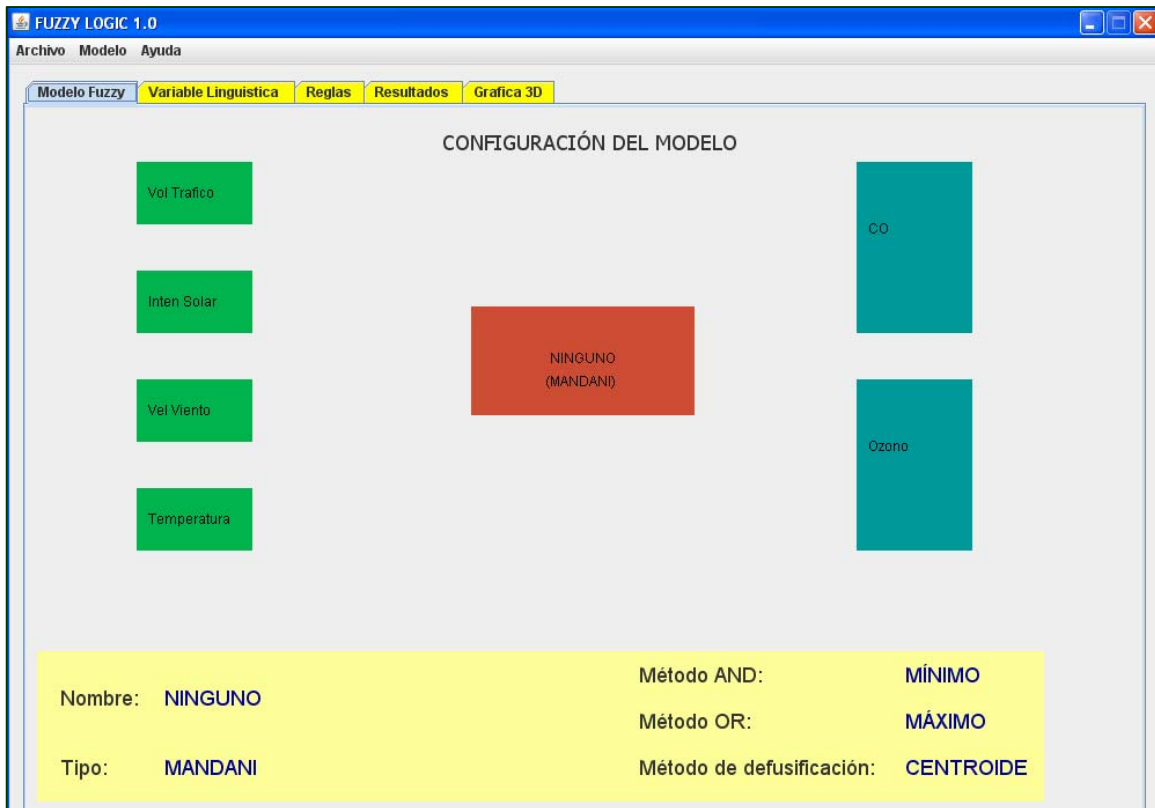 FUZZY LOGIC 1.0
Archivo Modelo Ayuda
Modelo Fuzzy Variable Linguistica Reglas Resultados Grafica 3D
CONFIGURACIÓN DEL MODELO
Vol Trafico
Inten Solar
Vel Viento
Temperatura
NINGUNO
(MANDANI)
CO
Ozono
Nombre: NINGUNO
Tipo: MANDANI
Método AND: MÍNIMO
Método OR: MÁXIMO
Método de defusificación: CENTROIDE